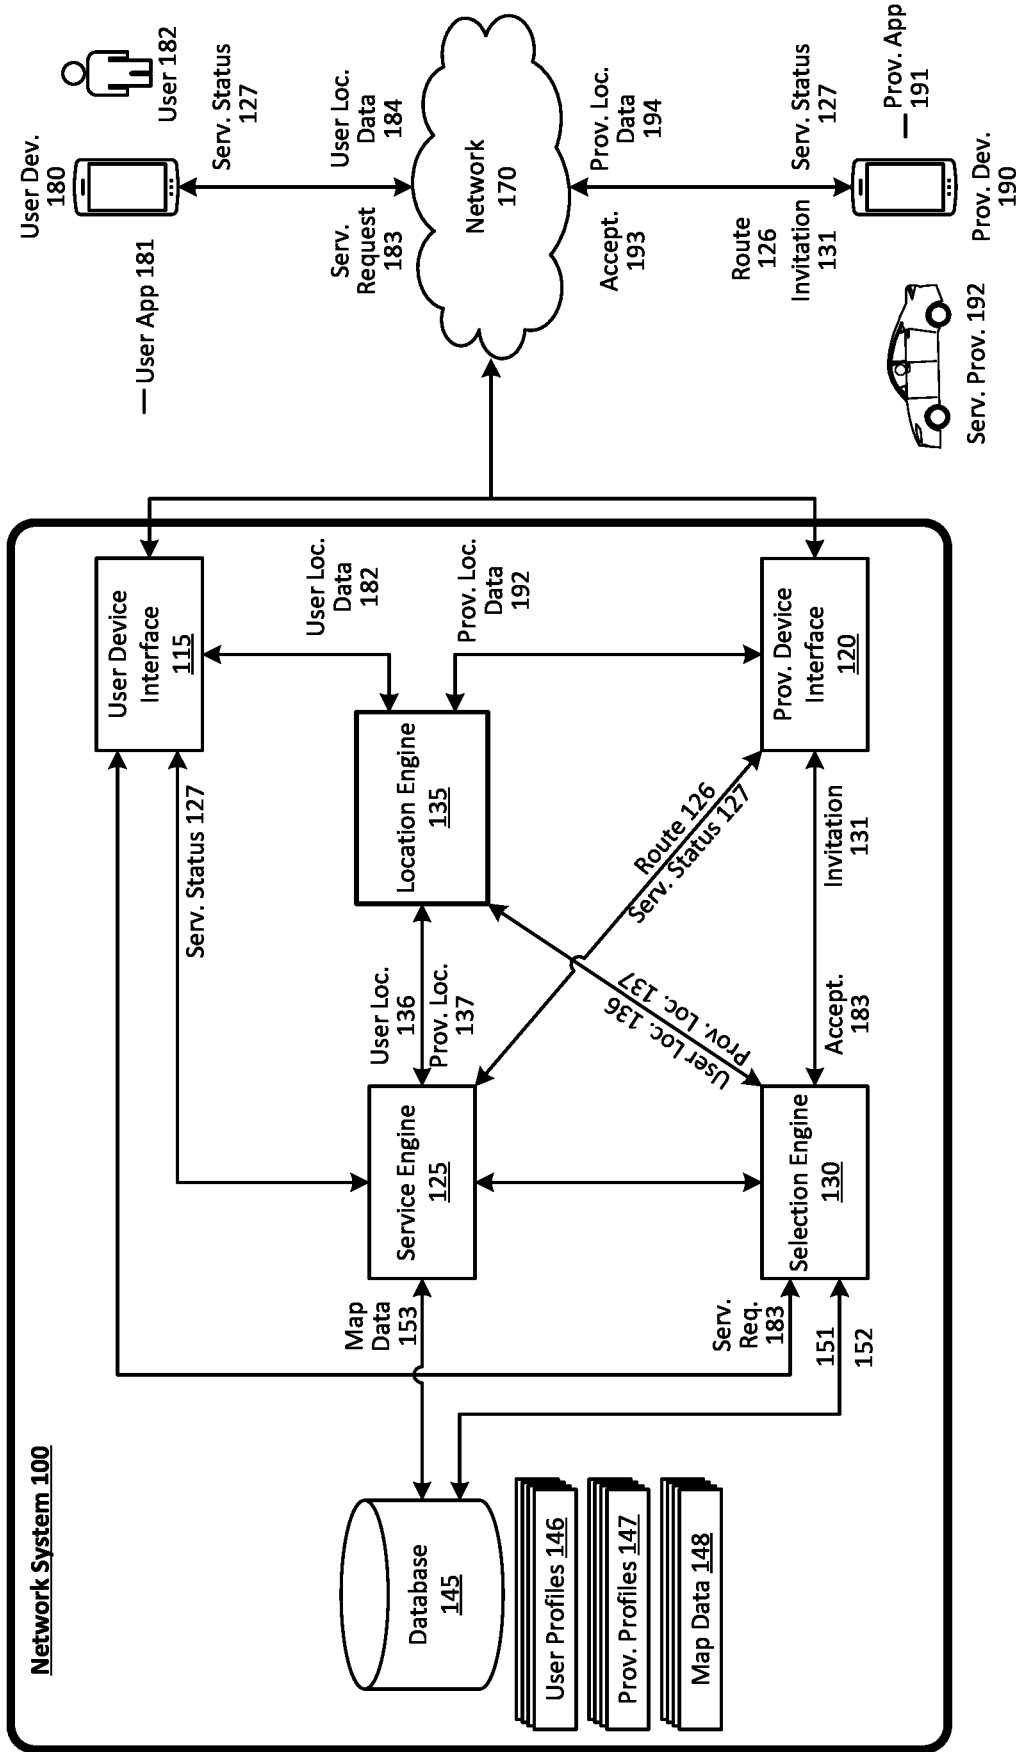 Network System 100
Database
145
User Profiles 146
Prov. Profiles 147
Map Data 148
Map
Data
153
Serv.
Req.
183
151
152
Service Engine
125
Selection Engine
130
Serv. Status 127
User Loc.
136
Prov. Loc.
137
User Loc. 136
Prov. Loc. 137
Route 126
Serv. Status 127
Accept.
183
Invitation
131
Location Engine
135
User Device
Interface
115
User Loc.
Data
182
Prov. Loc.
Data
192
Prov. Device
Interface
120
User App 181
User Dev.
180
User 182
Serv. Status
127
Serv.
Request
183
User Loc.
Data
184
Network
170
Accept.
193
Prov. Loc.
Data
194
Route
126
Invitation
131
Serv. Status
127
Prov. App
191
Prov. Dev.
190
Serv. Prov. 192